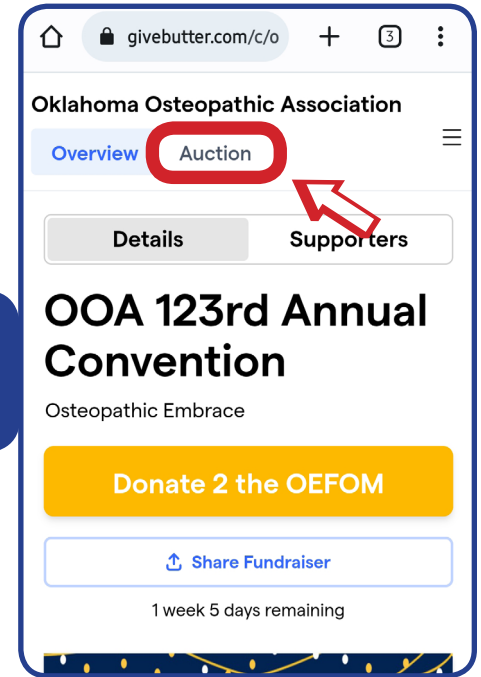 givebutter.com/c/o
3
Oklahoma Osteopathic Association
Overview
Auction
Details
Supporters
OOA 123rd Annual
Convention
Osteopathic Embrace
Donate 2 the OEFOM
Share Fundraiser
1 week 5 days remaining